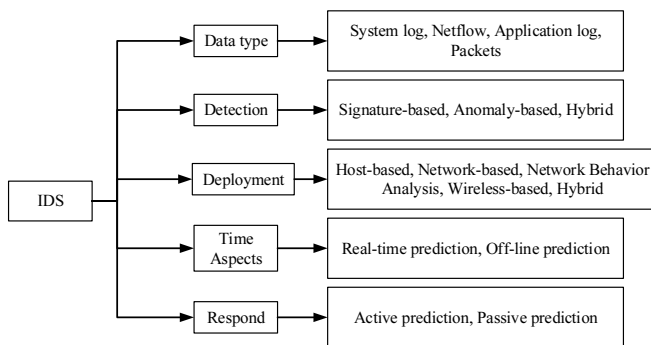 IDS
Data type
System log, Netflow, Application log,
Packets
Detection
Signature-based, Anomaly-based, Hybrid
Deployment
Host-based, Network-based, Network Behavior
Analysis, Wireless-based, Hybrid
Time
Aspects
Real-time prediction, Off-line prediction
Respond
Active prediction, Passive prediction